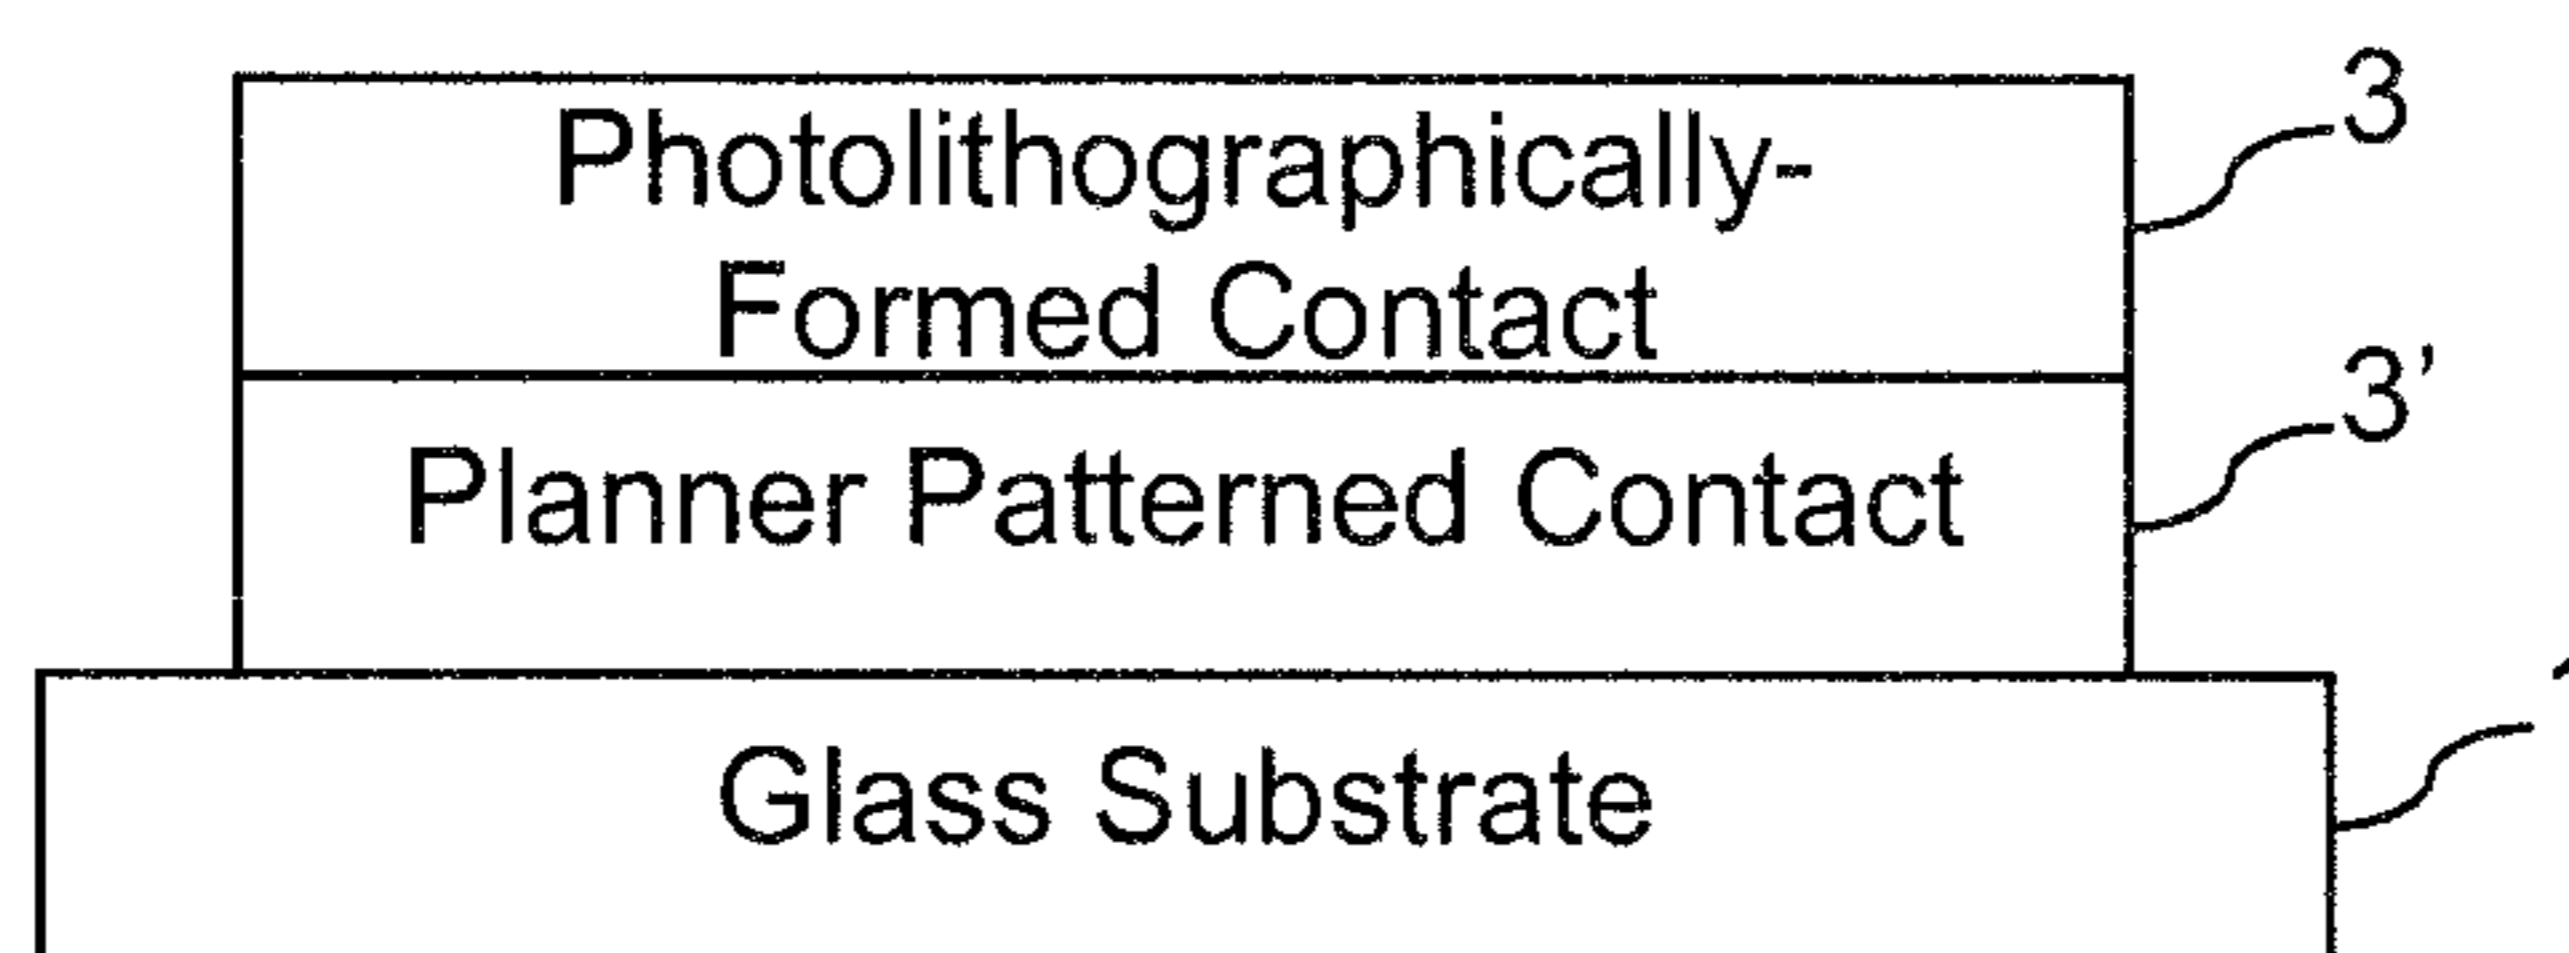 Photolithographically-
Formed Contact
3
Planner Patterned Contact
3’
Glass Substrate